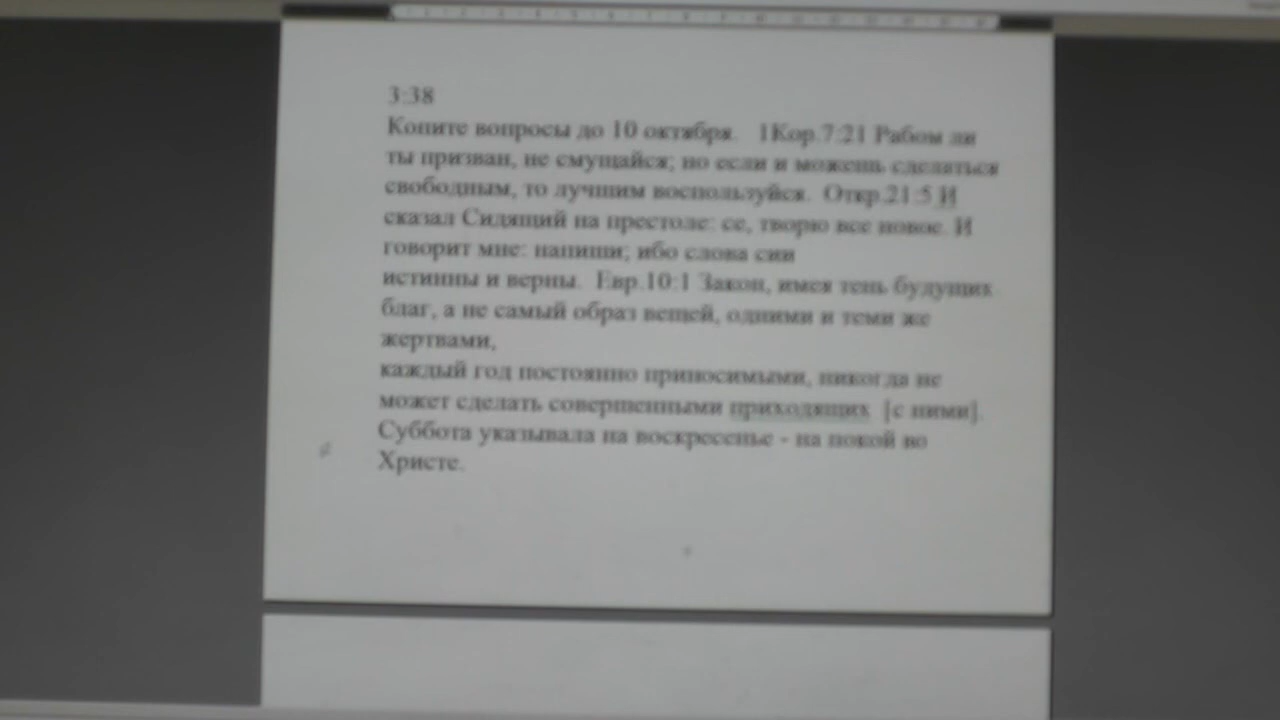 3:38
Копите вопросы до 10 октября. 1Кор.7:21 Рабом ли
ты призван, не смущайся; но если и можешь сделаться
свободным, то лучшим воспользуйся. Откр.21:5 И
сказал Сидящий на престоле: се, творю все новое. И
говорит мне: напиши; ибо слова сии
истинны и верны. Евр.10:1 Закон, имея тень будущих
благ, а не самый образ вещей, одними и теми же
жертвами,
каждый год постоянно приносимыми, никогда не
может сделать совершенными приходящих [с ними].
Суббота указывала на воскресенье - на покой во
Христе.